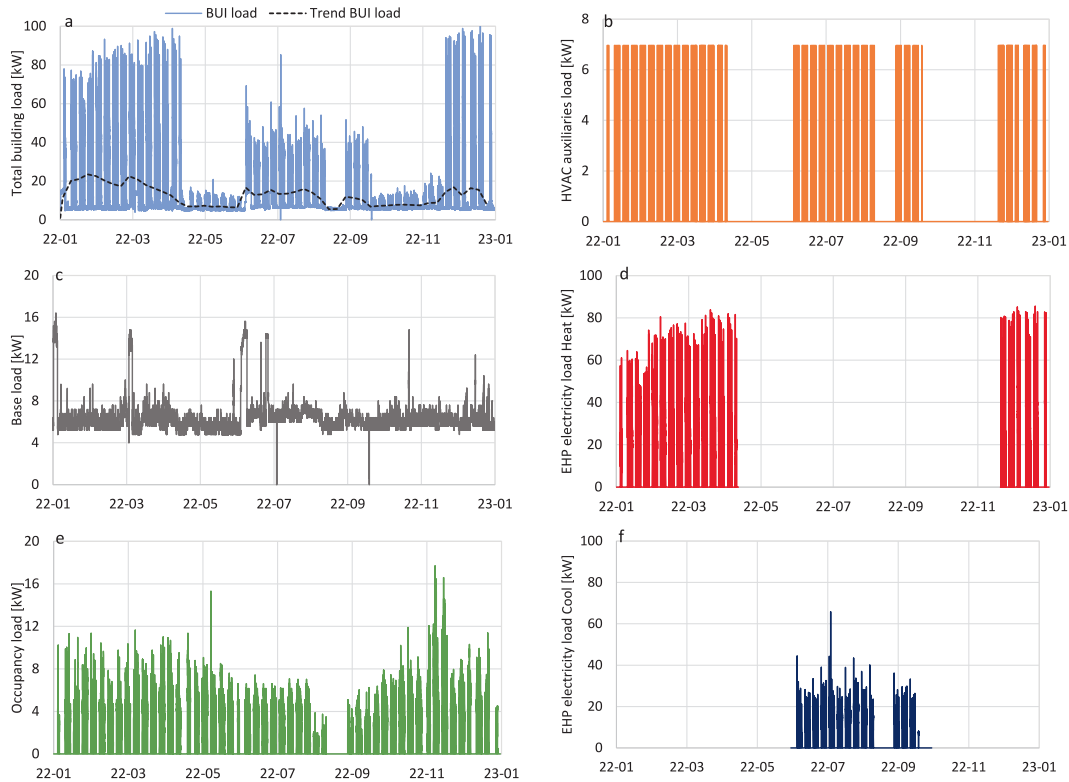 a
BUI load
Trend BUI load
Total building load [kW]
100
80
60
40
20
0
22-01 22-03 22-05 22-07 22-09 22-11 23-01
b
HVAC auxiliaries load [kW]
8
6
4
2
0
22-01 22-03 22-05 22-07 22-09 22-11 23-01
c
Base load [kW]
20
16
12
8
4
0
22-01 22-03 22-05 22-07 22-09 22-11 23-01
d
EHP electricity load Heat [kW]
100
80
60
40
20
0
22-01 22-03 22-05 22-07 22-09 22-11 23-01
e
Occupancy load [kW]
20
16
12
8
4
0
22-01 22-03 22-05 22-07 22-09 22-11 23-01
f
EHP electricity load Cool [kW]
100
80
60
40
20
0
22-01 22-03 22-05 22-07 22-09 22-11 23-01